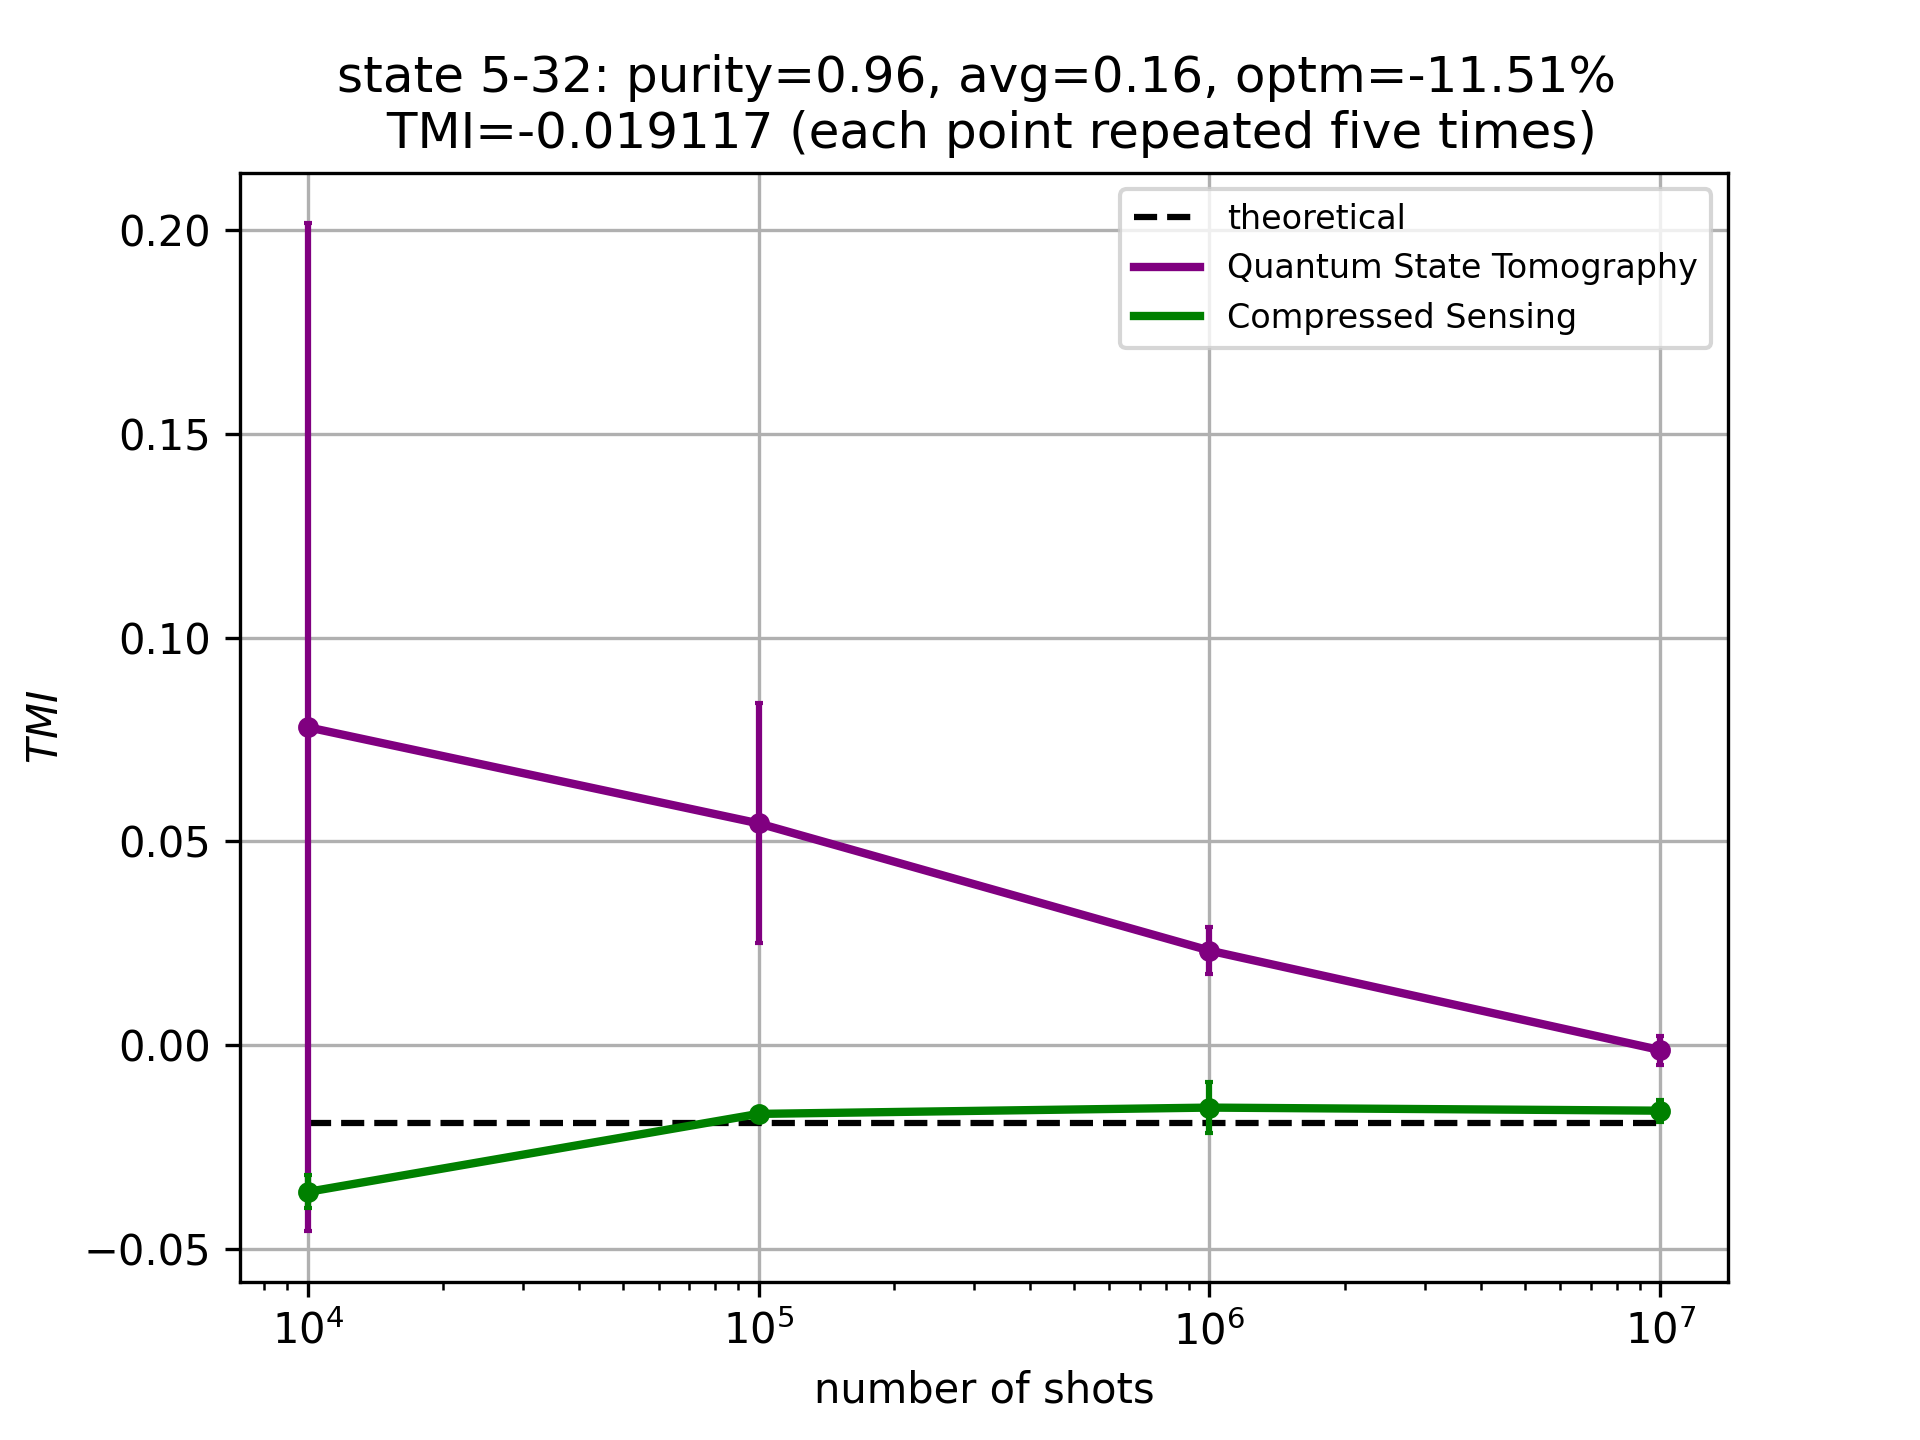 state 5-32: purity=0.96, avg=0.16, optm=-11.51%
TMI=-0.019117 (each point repeated five times)
theoretical
Quantum State Tomography
Compressed Sensing
0.20
0.15
0.10
0.05
0.00
−0.05
TMI
10⁴ 10⁵ 10⁶ 10⁷
number of shots